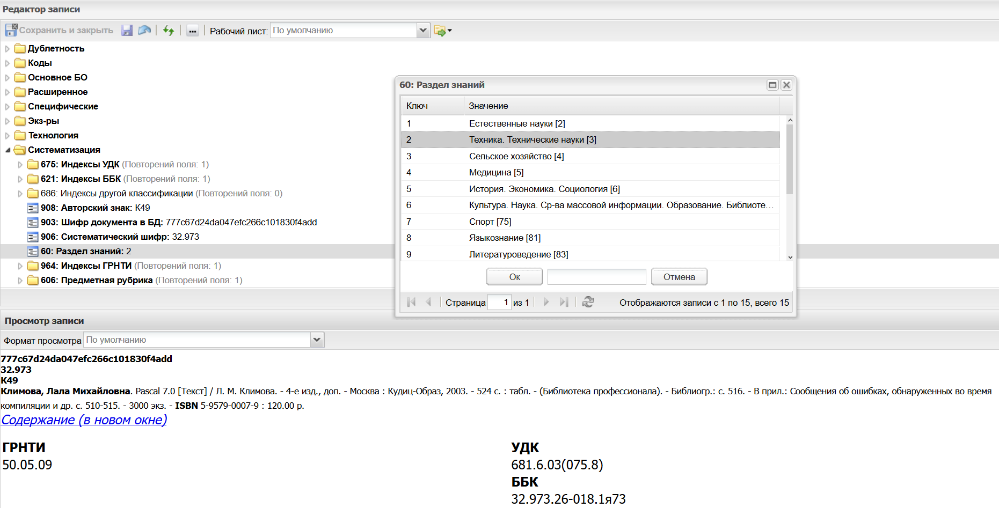 Редактор записи
Сохранить и закрыть ... Рабочий лист: По умолчанию
Дублетность
Коды
Основное БО
Расширенное
Специфические
Экз-ры
Технология
Систематизация
675: Индексы УДК (Повторений поля: 1)
621: Индексы ББК (Повторений поля: 1)
686: Индексы другой классификации (Повторений поля: 0)
908: Авторский знак: К49
903: Шифр документа в БД: 777c67d24da047efc266c101830f4add
906: Систематический шифр: 32.973
60: Раздел знаний: 2
964: Индексы ГРНТИ (Повторений поля: 1)
606: Предметная рубрика (Повторений поля: 1)
60: Раздел знаний
Ключ Значение
1 Естественные науки [2]
2 Техника. Технические науки [3]
3 Сельское хозяйство [4]
4 Медицина [5]
5 История. Экономика. Социология [6]
6 Культура. Наука. Ср-ва массовой информации. Образование. Библиоте...
7 Спорт [75]
8 Языкознание [81]
9 Литературоведение [83]
Ок Отмена
Страница 1 из 1 Отображаются записи с 1 по 15, всего 15
Просмотр записи
Формат просмотра По умолчанию
777c67d24da047efc266c101830f4add
32.973
К49
Климова, Лала Михайловна. Pascal 7.0 [Текст] / Л. М. Климова. - 4-е изд., доп. - Москва : Кудиц-Образ, 2003. - 524 с. : табл. - (Библиотека профессионала). - Библиогр.: с. 516. - В прил.: Сообщения об ошибках, обнаруженных во время
компиляции и др. с. 510-515. - 3000 экз. - ISBN 5-9579-0007-9 : 120.00 р.
Содержание (в новом окне)
ГРНТИ
50.05.09
УДК
681.6.03(075.8)
ББК
32.973.26-018.1я73